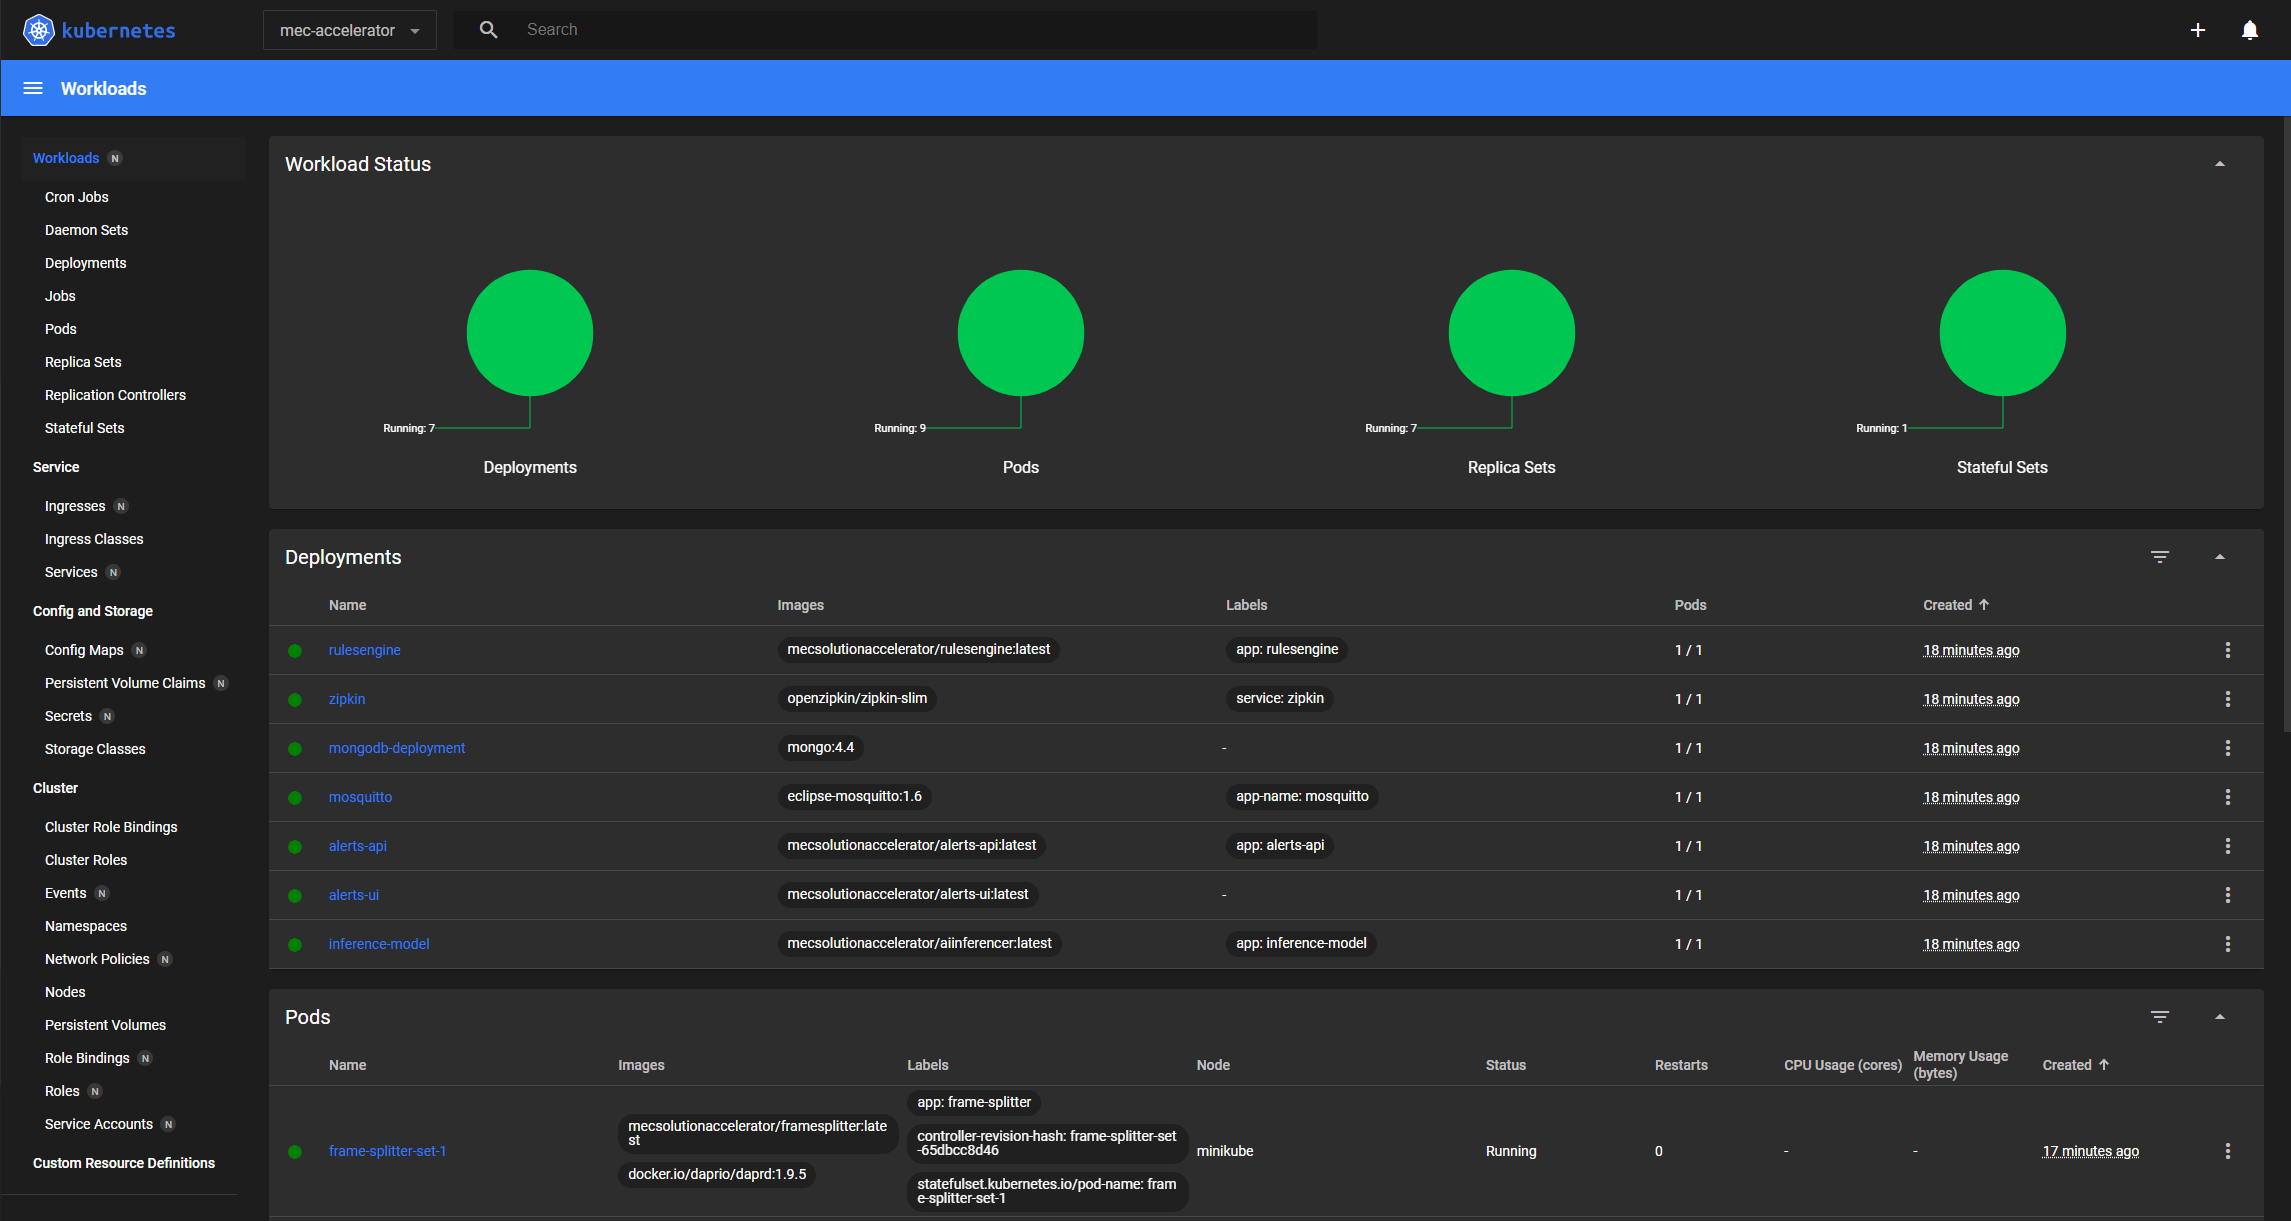 kubernetes
mec-accelerator
Search
Workloads
Workloads N
Cron Jobs
Daemon Sets
Deployments
Jobs
Pods
Replica Sets
Replication Controllers
Stateful Sets
Service
Ingresses N
Ingress Classes
Services N
Config and Storage
Config Maps N
Persistent Volume Claims N
Secrets N
Storage Classes
Cluster
Cluster Role Bindings
Cluster Roles
Events N
Namespaces
Network Policies N
Nodes
Persistent Volumes
Role Bindings N
Roles N
Service Accounts N
Custom Resource Definitions
Workload Status
Running: 7
Running: 9
Running: 7
Running: 1
Deployments
Pods
Replica Sets
Stateful Sets
Deployments
Name Images Labels Pods Created
rulesengine mecsolutionaccelerator/rulesengine:latest app: rulesengine 1 / 1 18 minutes ago
zipkin openzipkin/zipkin-slim service: zipkin 1 / 1 18 minutes ago
mongodb-deployment mongo:4.4 - 1 / 1 18 minutes ago
mosquitto eclipse-mosquitto:1.6 app-name: mosquitto 1 / 1 18 minutes ago
alerts-api mecsolutionaccelerator/alerts-api:latest app: alerts-api 1 / 1 18 minutes ago
alerts-ui mecsolutionaccelerator/alerts-ui:latest - 1 / 1 18 minutes ago
inference-model mecsolutionaccelerator/aiinferencer:latest app: inference-model 1 / 1 18 minutes ago
Pods
Name Images Labels Node Status Restarts CPU Usage (cores) Memory Usage
(bytes) Created
frame-splitter-set-1
mecsolutionaccelerator/framesplitter:late
st
docker.io/daprio/daprd:1.9.5
app: frame-splitter
controller-revision-hash: frame-splitter-set
-65dbcc8d46
statefulset.kubernetes.io/pod-name: fram
e-splitter-set-1
minikube Running 0 - - 17 minutes ago